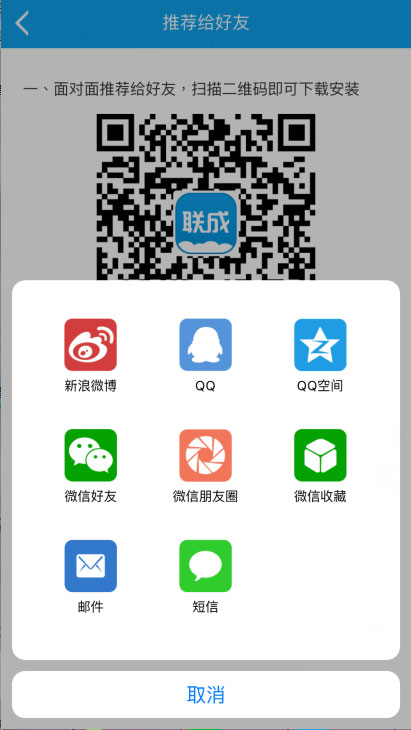 推荐给好友
一、面对面推荐给好友，扫描二维码即可下载安装
联成
新浪微博
QQ
QQ空间
微信好友
微信朋友圈
微信收藏
邮件
短信
取消